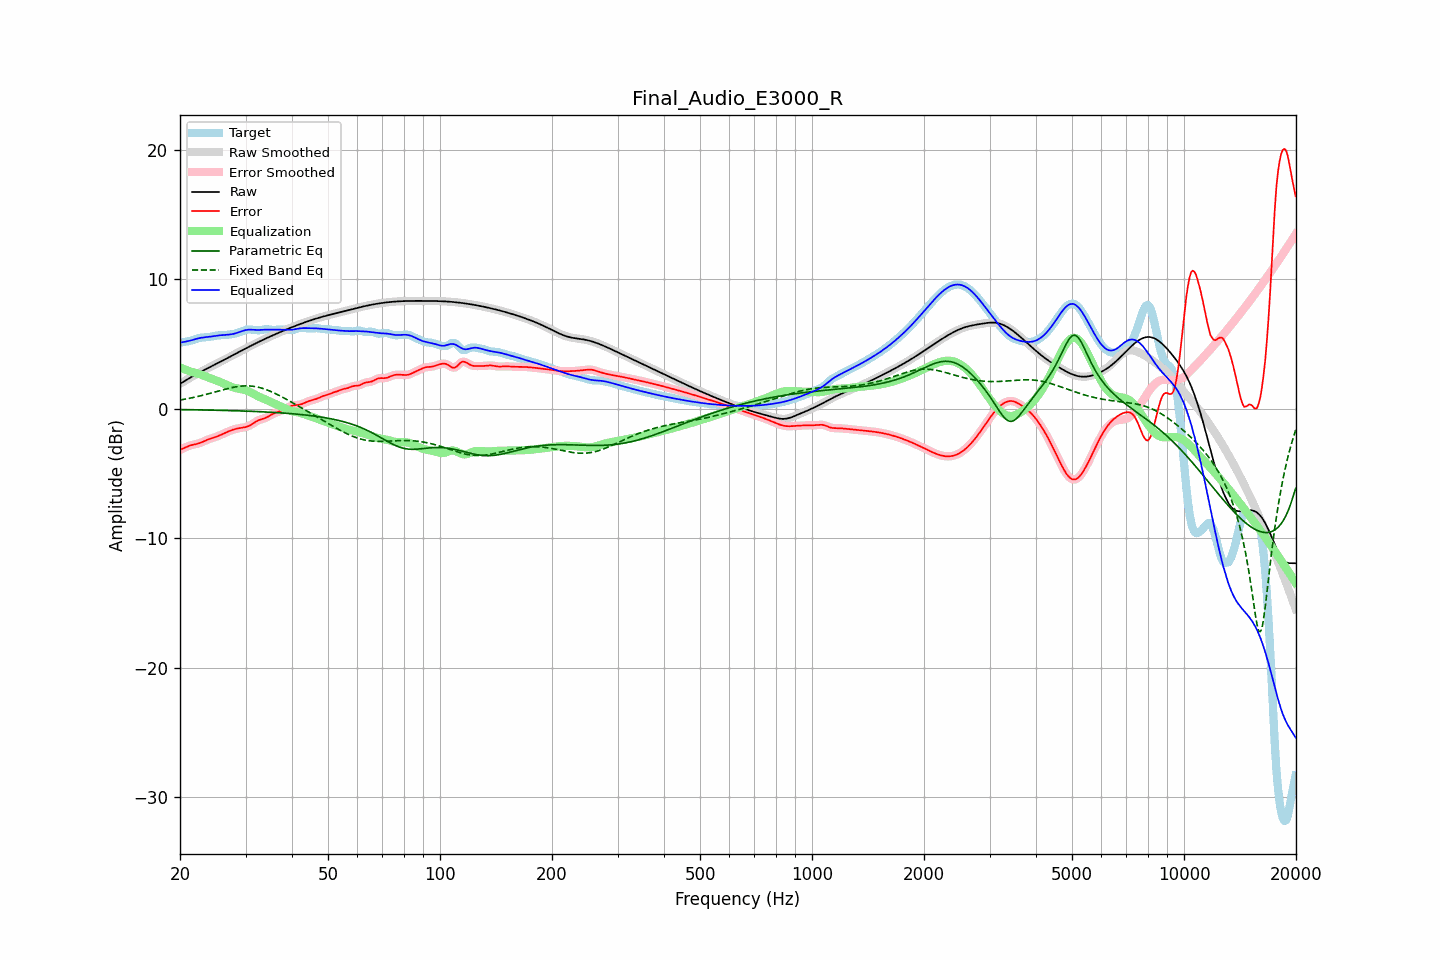 Final_Audio_E3000_R
Target
Raw Smoothed
Error Smoothed
Raw
Error
Equalization
Parametric Eq
Fixed Band Eq
Equalized
20
10
0
−10
−20
−30
Amplitude (dBr)
20 50 100 200 500 1000 2000 5000 10000 20000
Frequency (Hz)